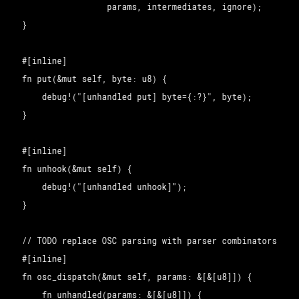 params, intermediates, ignore);
}
#[inline]
fn put(&mut self, byte: u8) {
debug!("[unhandled put] byte={:?}", byte);
}
#[inline]
fn unhook(&mut self) {
debug!("[unhandled unhook]");
}
// TODO replace OSC parsing with parser combinators
#[inline]
fn osc_dispatch(&mut self, params: &[&[u8]]) {
fn unhandled(params: &[&[u8]]) {